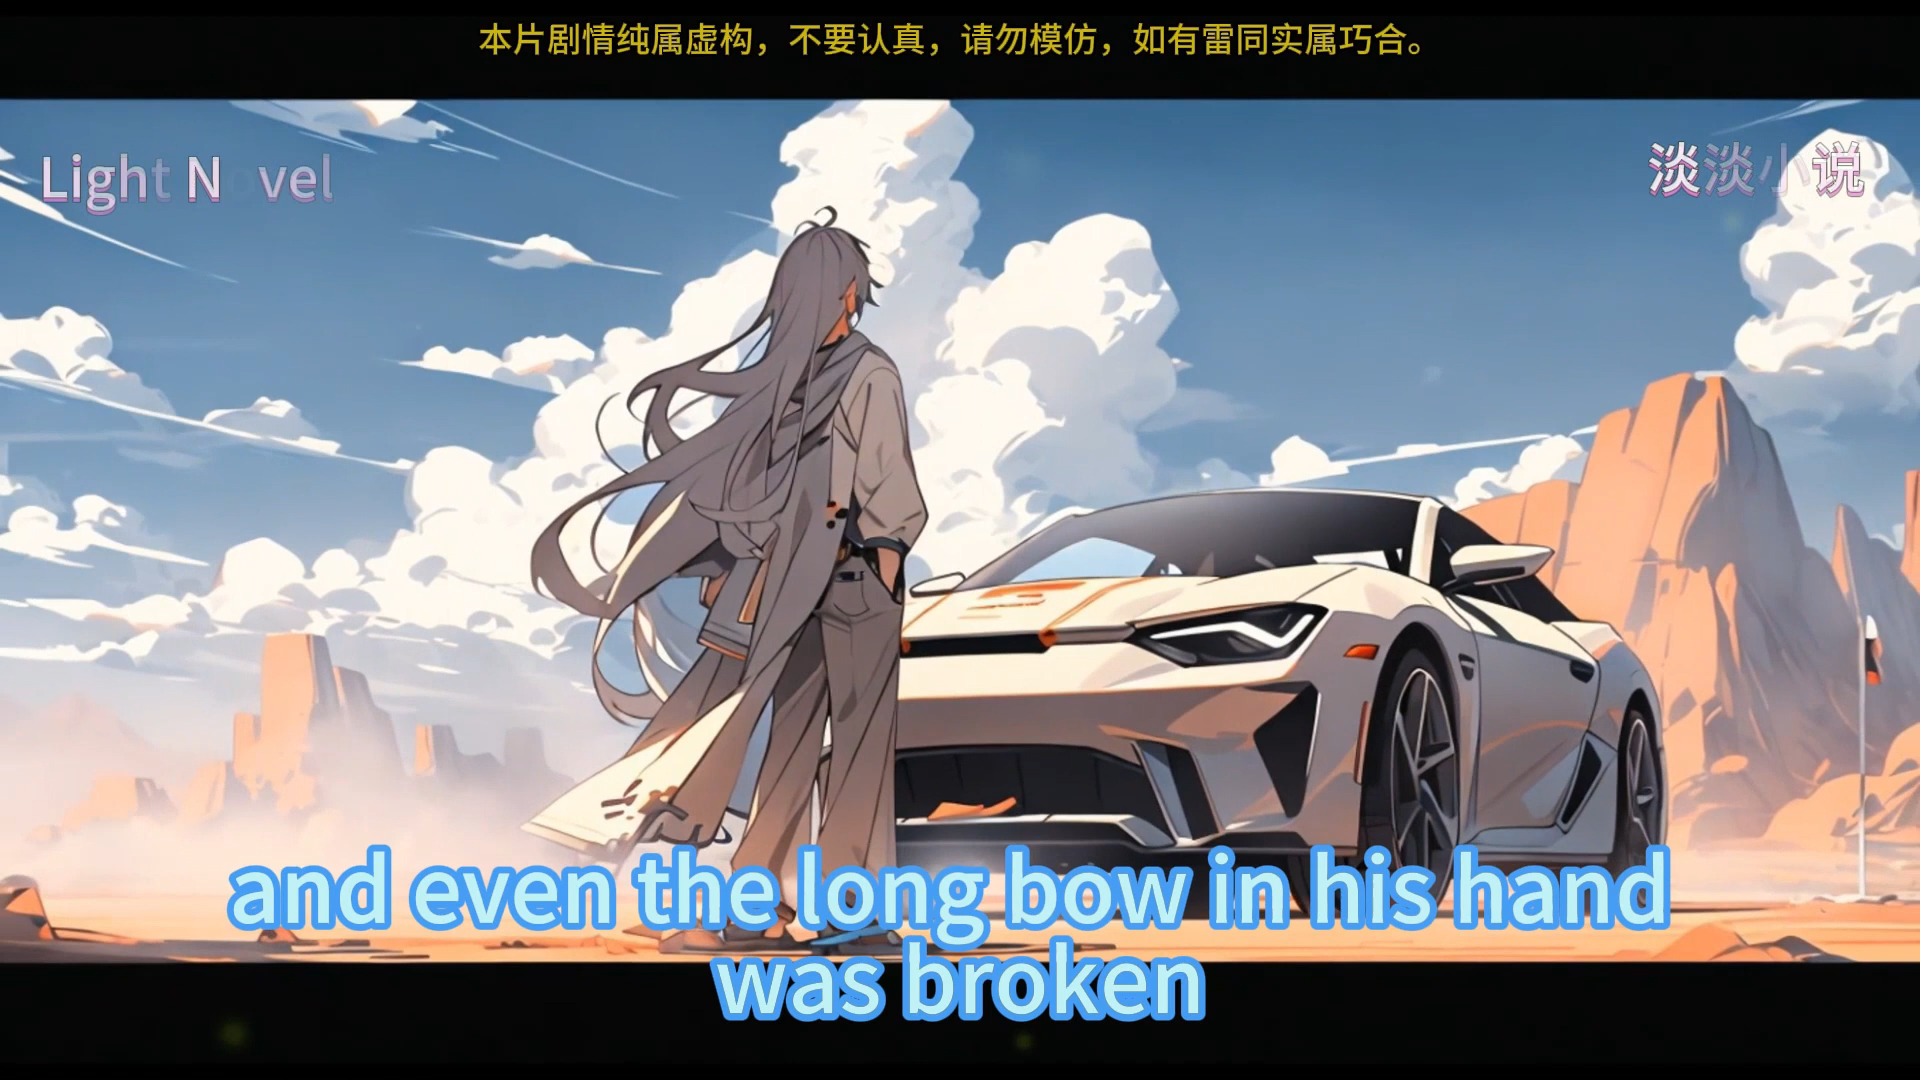 本片剧情纯属虚构，不要认真，请勿模仿，如有雷同实属巧合。
Light Novel
淡淡小说
and even the long bow in his hand
was broken